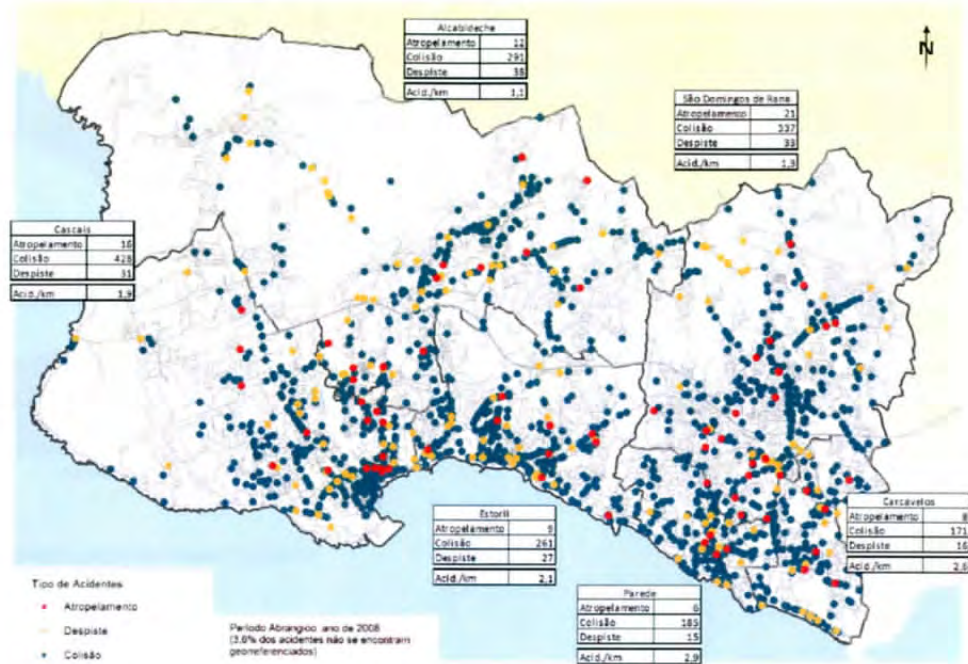 Alcabideche
Atropelamento 12
Colisão 291
Despiste 38
Acid./km 1,1
N
São Domingos de Rana
Atropelamento 21
Colisão 337
Despiste 33
Acid./km 1,3
Cascais
Atropelamento 16
Colisão 428
Despiste 31
Acid./km 1,9
Estoril
Atropelamento 9
Colisão 261
Despiste 27
Acid./km 2,1
Carcavelos
Atropelamento 8
Colisão 171
Despiste 16
Acid./km 2,6
Parede
Atropelamento 6
Colisão 185
Despiste 15
Acid./km 2,9
Tipo de Acidentes
Atropelamento
Despiste
Colisão
Período Abrangido: ano de 2008
(3,6% dos acidentes não se encontram
georeferenciados)